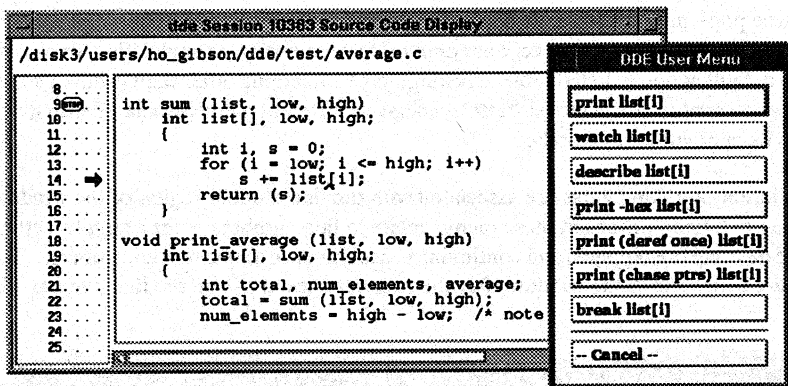 dde Session 10363 Source Code Display
/disk3/users/ho_gibson/dde/test/average.c
8. . . .
9 int sum (list, low, high)
10. . . . int list[], low, high;
11. . . . {
12. . . . int i, s = 0;
13. . . . for (i = low; i <= high; i++)
14. . s += list[i];
15. . . . return (s);
16. . . . }
17. . . .
18. . . . void print_average (list, low, high)
19. . . . int list[], low, high;
20. . . . {
21. . . . int total, num_elements, average;
22. . . . total = sum (list, low, high);
23. . . . num_elements = high - low; /* note
24. . . .
25. . . .
DDE User Menu
print list[i]
watch list[i]
describe list[i]
print -hex list[i]
print (deref once) list[i]
print (chase ptrs) list[i]
break list[i]
-- Cancel --